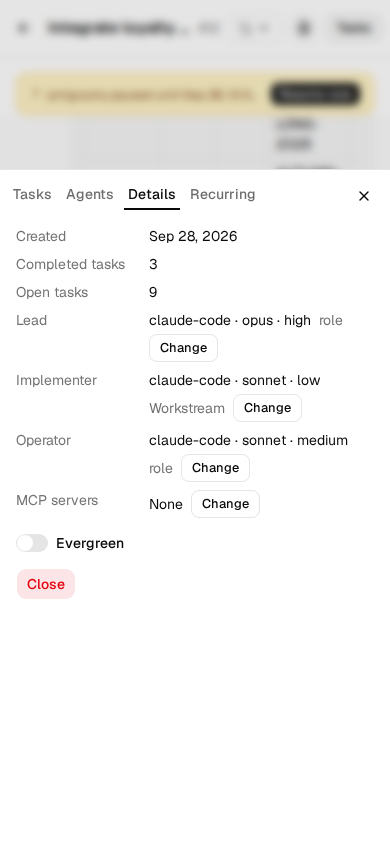 Tasks Agents Details Recurring
Created Sep 28, 2026
Completed tasks 3
Open tasks 9
Lead claude-code · opus · high role
Change
Implementer claude-code · sonnet · low
Workstream Change
Operator claude-code · sonnet · medium
role Change
MCP servers None Change
Evergreen
Close